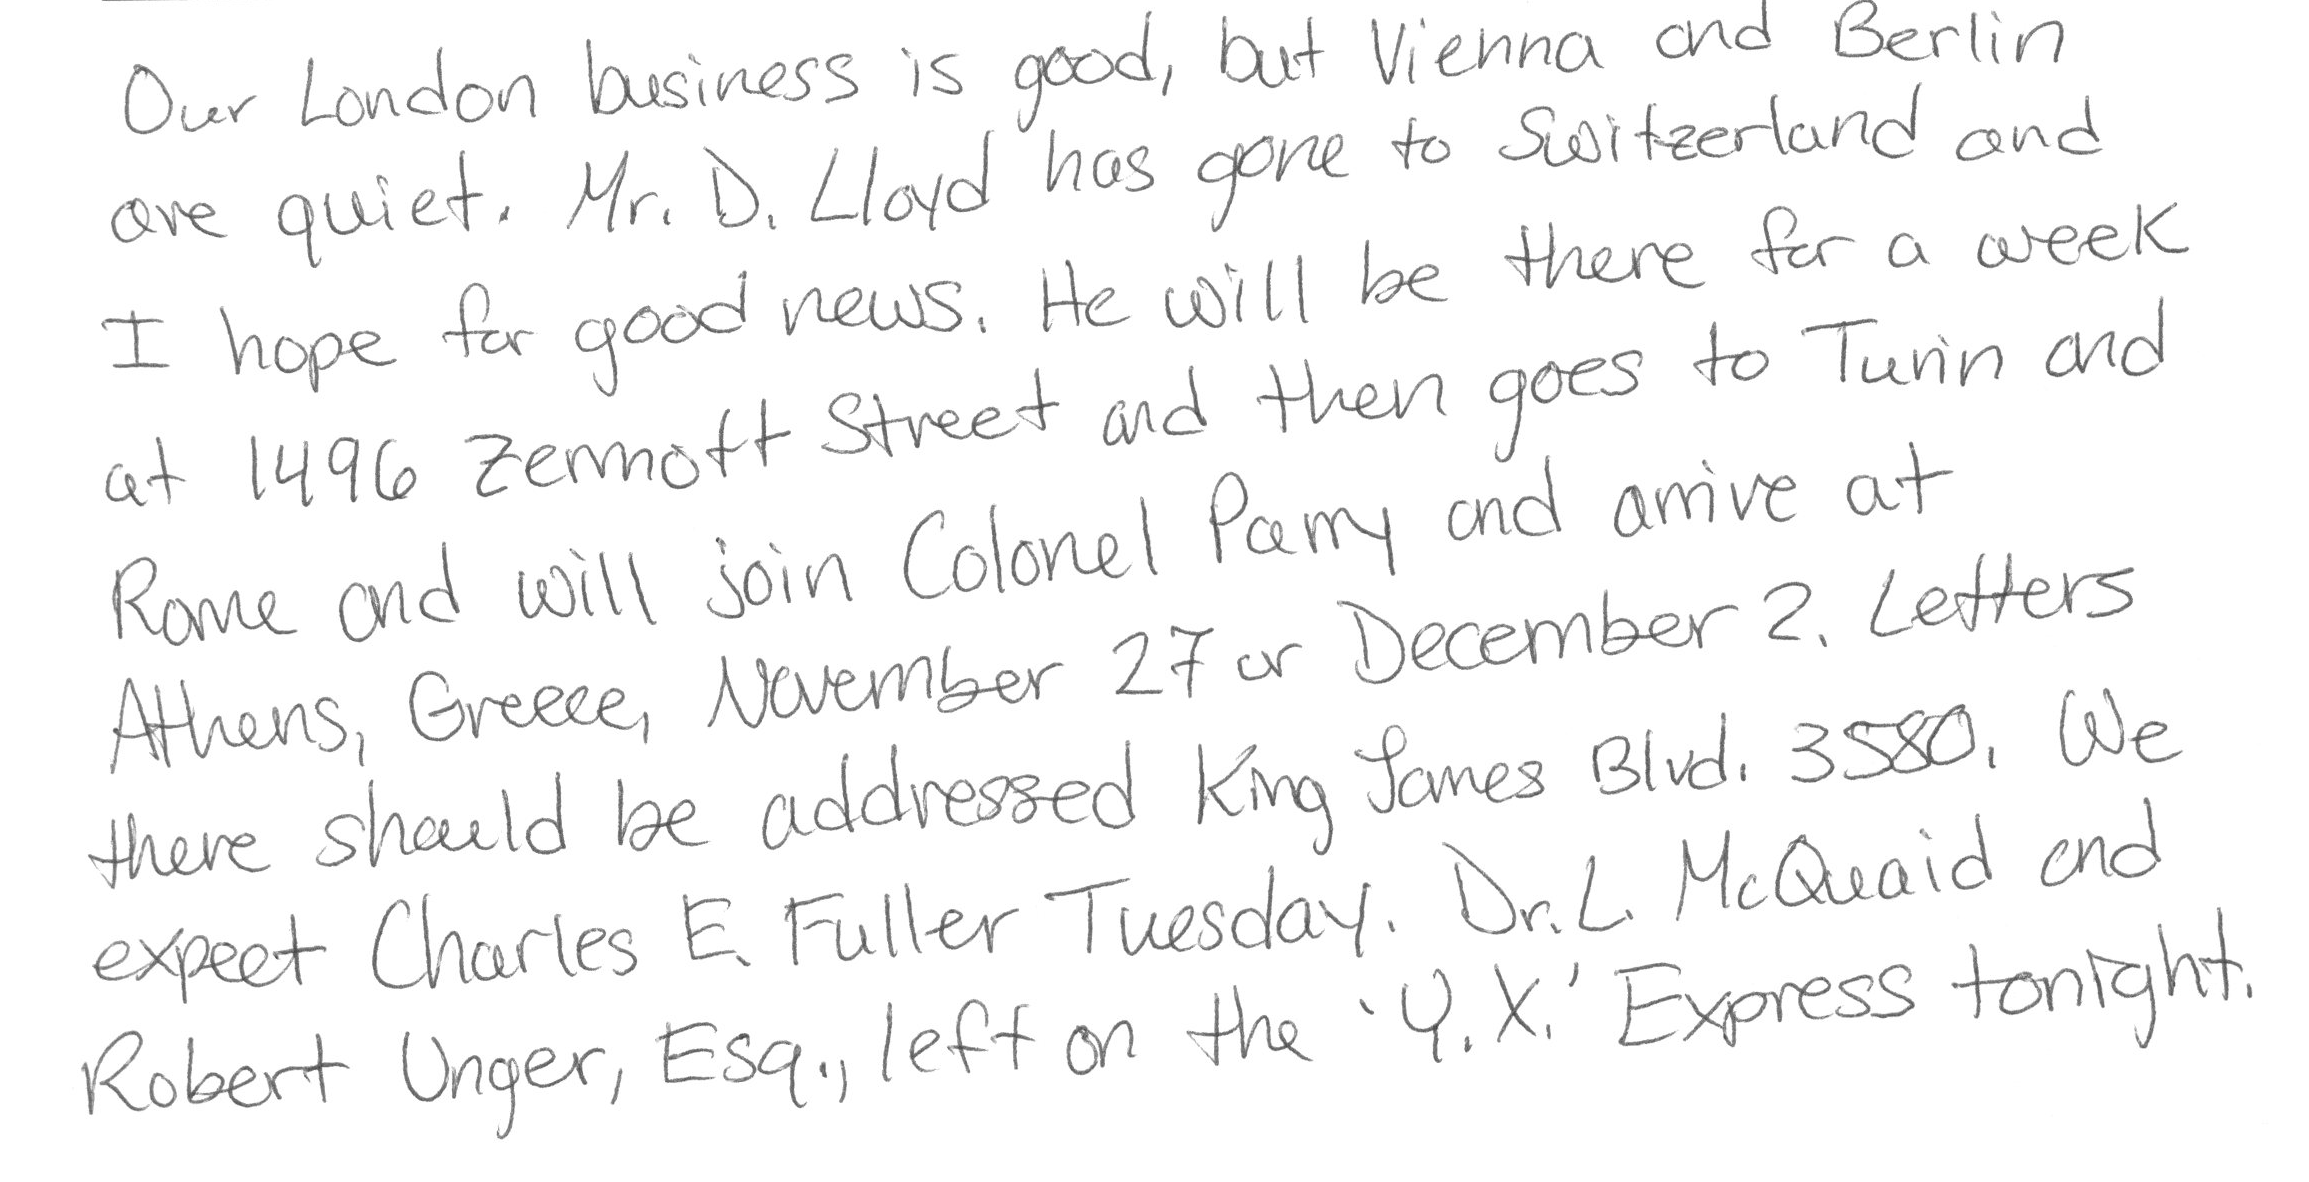 Our London business is good, but Vienna and Berlin
are quiet. Mr. D. Lloyd has gone to Switzerland and
I hope for good news. He will be there for a week
at 1496 Zermott Street and then goes to Turin and
Rome and will join Colonel Parry and arrive at
Athens, Greece, November 27 or December 2. Letters
there should be addressed King James Blvd. 3580. We
expect Charles E. Fuller Tuesday. Dr. L. McQuaid and
Robert Unger, Esq., left on the 'Y.X.' Express tonight.